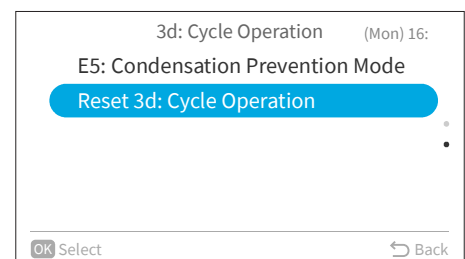 3d: Cycle Operation (Mon) 16:
E5: Condensation Prevention Mode
Reset 3d: Cycle Operation
OK Select Back